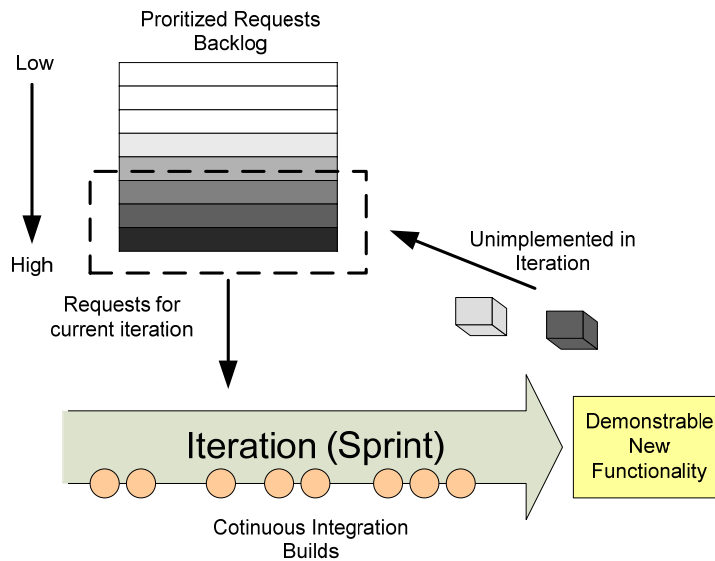 Proritized Requests
Backlog
Low
High
Unimplemented in
Iteration
Requests for
current iteration
Iteration (Sprint)
Demonstrable
New
Functionality
Cotinuous Integration
Builds